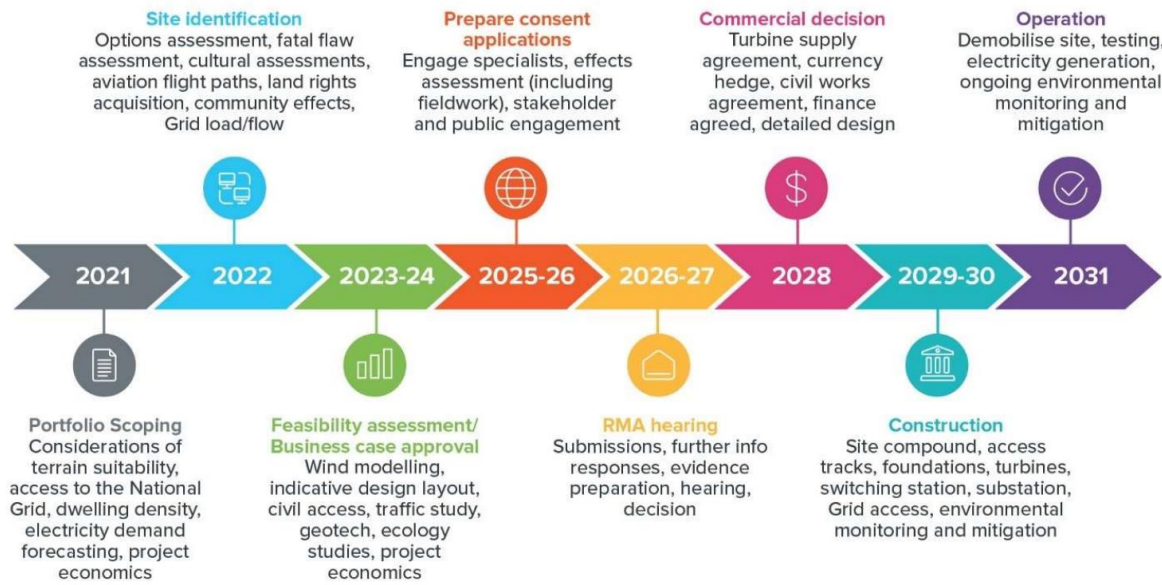 Site identification
Options assessment, fatal flaw
assessment, cultural assessments,
aviation flight paths, land rights
acquisition, community effects,
Grid load/flow
Prepare consent
applications
Engage specialists, effects
assessment (including
fieldwork), stakeholder
and public engagement
Commercial decision
Turbine supply
agreement, currency
hedge, civil works
agreement, finance
agreed, detailed design
Operation
Demobilise site, testing,
electricity generation,
ongoing environmental
monitoring and
mitigation
$
2021
2022
2023-24
2025-26
2026-27
2028
2029-30
2031
Portfolio Scoping
Considerations of
terrain suitability,
access to the National
Grid, dwelling density,
electricity demand
forecasting, project
economics
Feasibility assessment/
Business case approval
Wind modelling,
indicative design layout,
civil access, traffic study,
geotech, ecology
studies, project
economics
RMA hearing
Submissions, further info
responses, evidence
preparation, hearing,
decision
Construction
Site compound, access
tracks, foundations, turbines,
switching station, substation,
Grid access, environmental
monitoring and mitigation